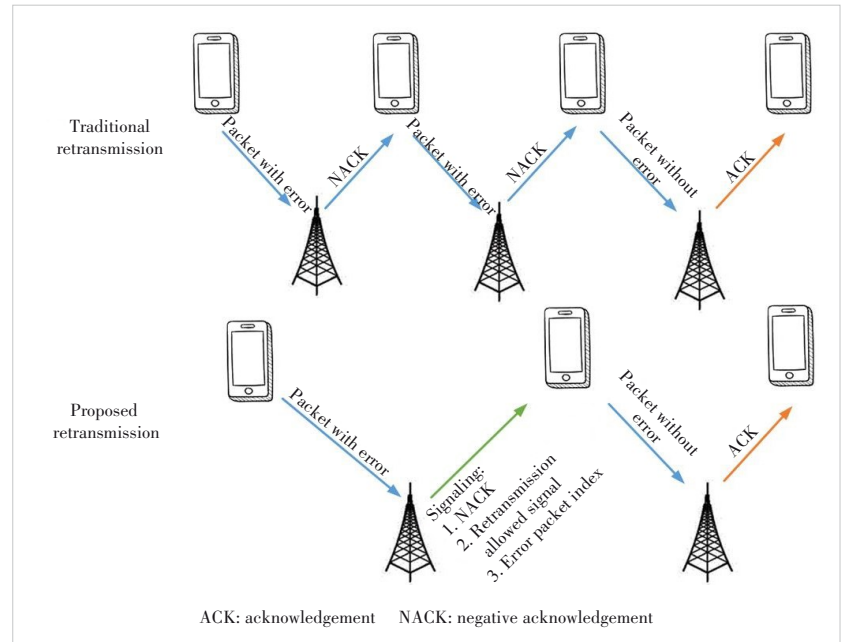 Traditional
retransmission
Packet with error
NACK
Packet with error
NACK
Packet without
error
ACK
Proposed
retransmission
Packet with error
Signaling:
1. NACK
2. Retransmission
allowed signal
3. Error packet index
Packet without
error
ACK
ACK: acknowledgement NACK: negative acknowledgement